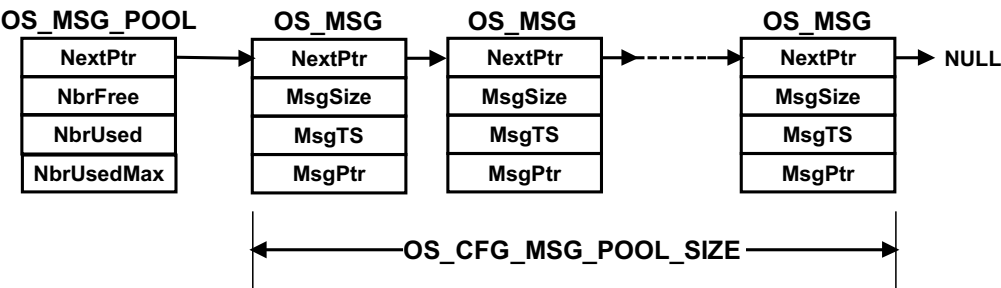 OS_MSG_POOL OS_MSG OS_MSG OS_MSG
NextPtr NextPtr NextPtr NextPtr NULL
NbrFree MsgSize MsgSize MsgSize
NbrUsed MsgTS MsgTS MsgTS
NbrUsedMax MsgPtr MsgPtr MsgPtr
OS_CFG_MSG_POOL_SIZE